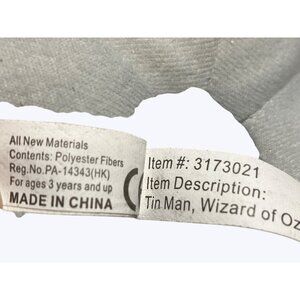 All New Materials
Contents: Polyester Fibers
Reg.No.PA-14343(HK)
For ages 3 years and up
MADE IN CHINA
Item #: 3173021
Item Description:
Tin Man, Wizard of Oz